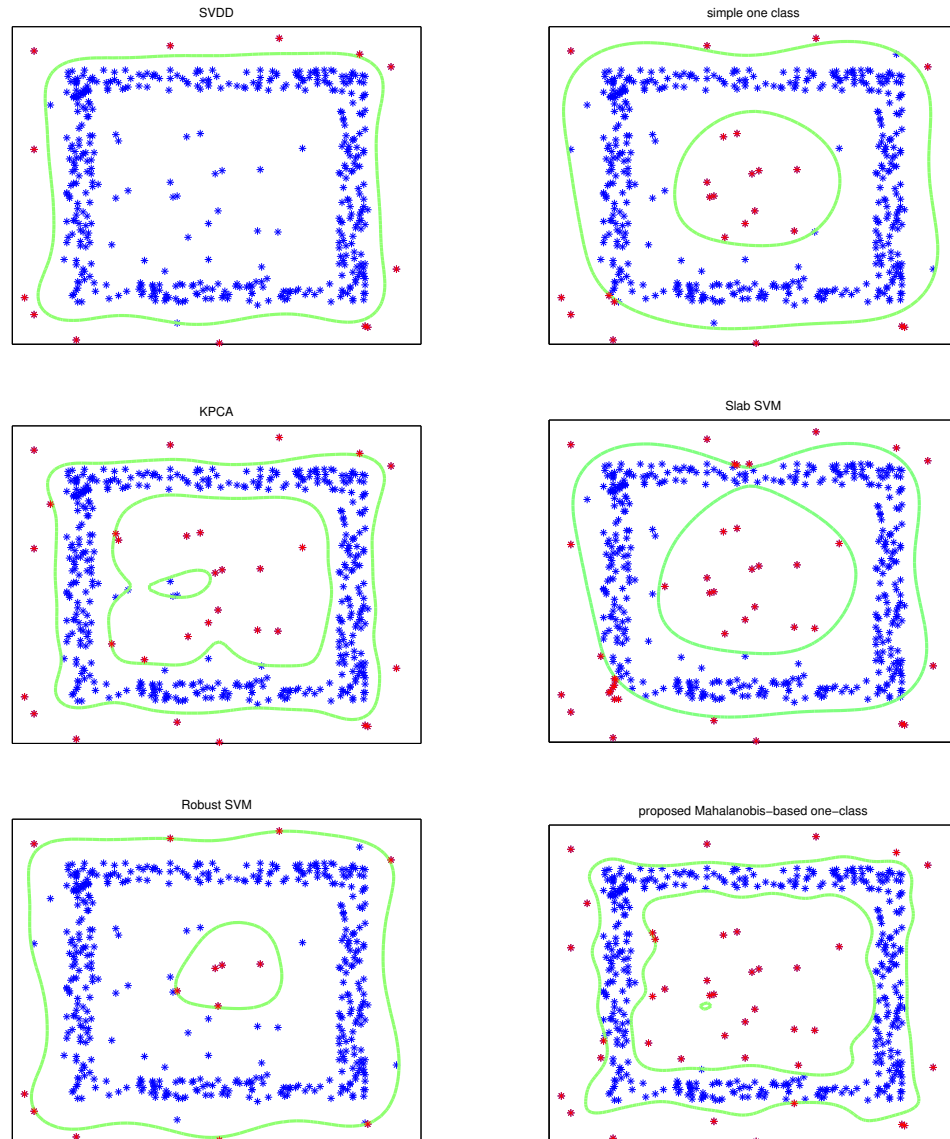 SVDD
simple one class
KPCA
Slab SVM
Robust SVM
proposed Mahalanobis−based one−class